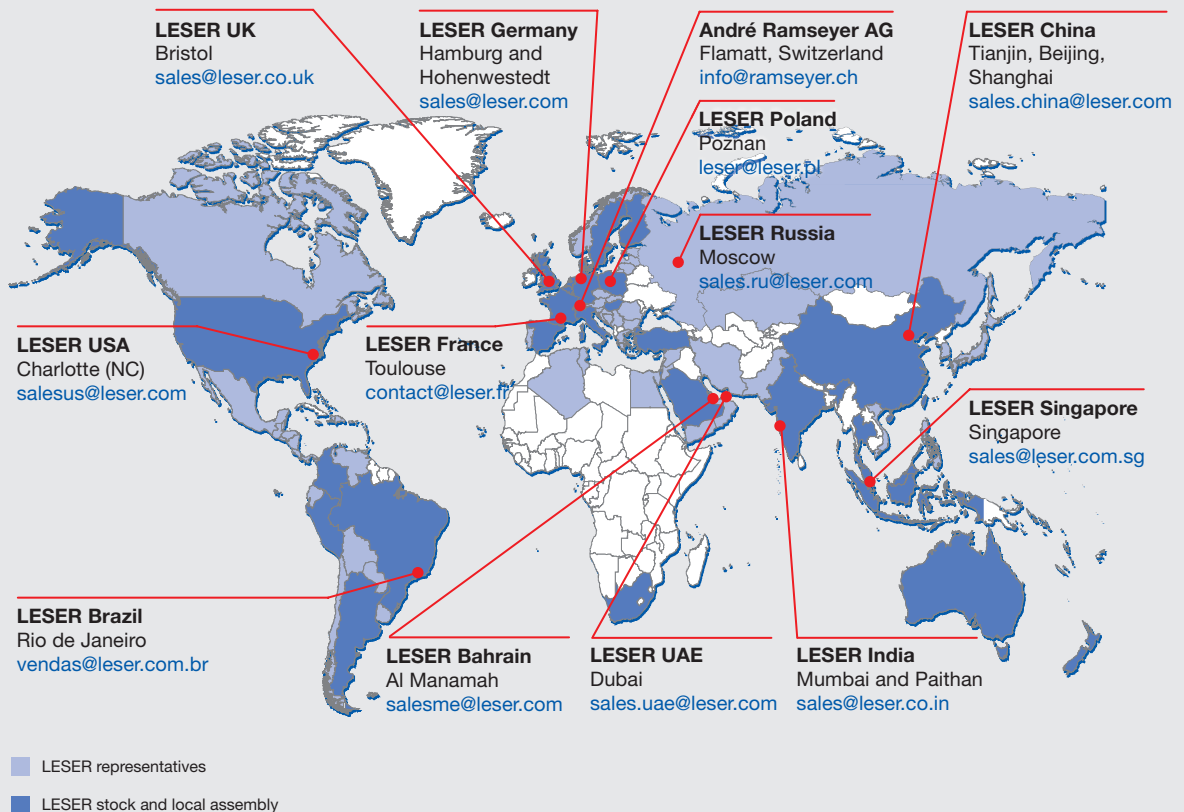 LESER UK
Bristol
sales@leser.co.uk
LESER Germany
Hamburg and
Hohenwestedt
sales@leser.com
André Ramseyer AG
Flamatt, Switzerland
info@ramseyer.ch
LESER China
Tianjin, Beijing,
Shanghai
sales.china@leser.com
LESER Poland
Poznan
leser@leser.pl
LESER Russia
Moscow
sales.ru@leser.com
LESER USA
Charlotte (NC)
salesus@leser.com
LESER France
Toulouse
contact@leser.fr
LESER Singapore
Singapore
sales@leser.com.sg
LESER Brazil
Rio de Janeiro
vendas@leser.com.br
LESER Bahrain
Al Manamah
salesme@leser.com
LESER UAE
Dubai
sales.uae@leser.com
LESER India
Mumbai and Paithan
sales@leser.co.in
LESER representatives
LESER stock and local assembly